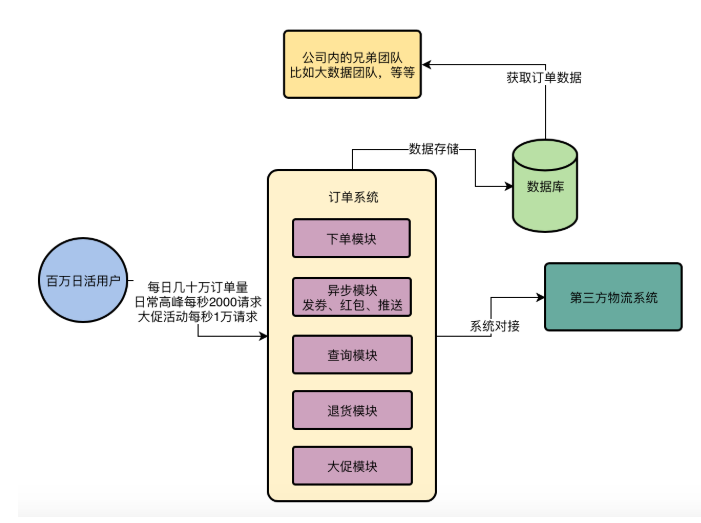 公司内的兄弟团队
比如大数据团队，等等
获取订单数据
数据存储
数据库
订单系统
下单模块
百万日活用户
每日几十万订单量
日常高峰每秒2000请求
大促活动每秒1万请求
异步模块
发券、红包、推送
第三方物流系统
系统对接
查询模块
退货模块
大促模块